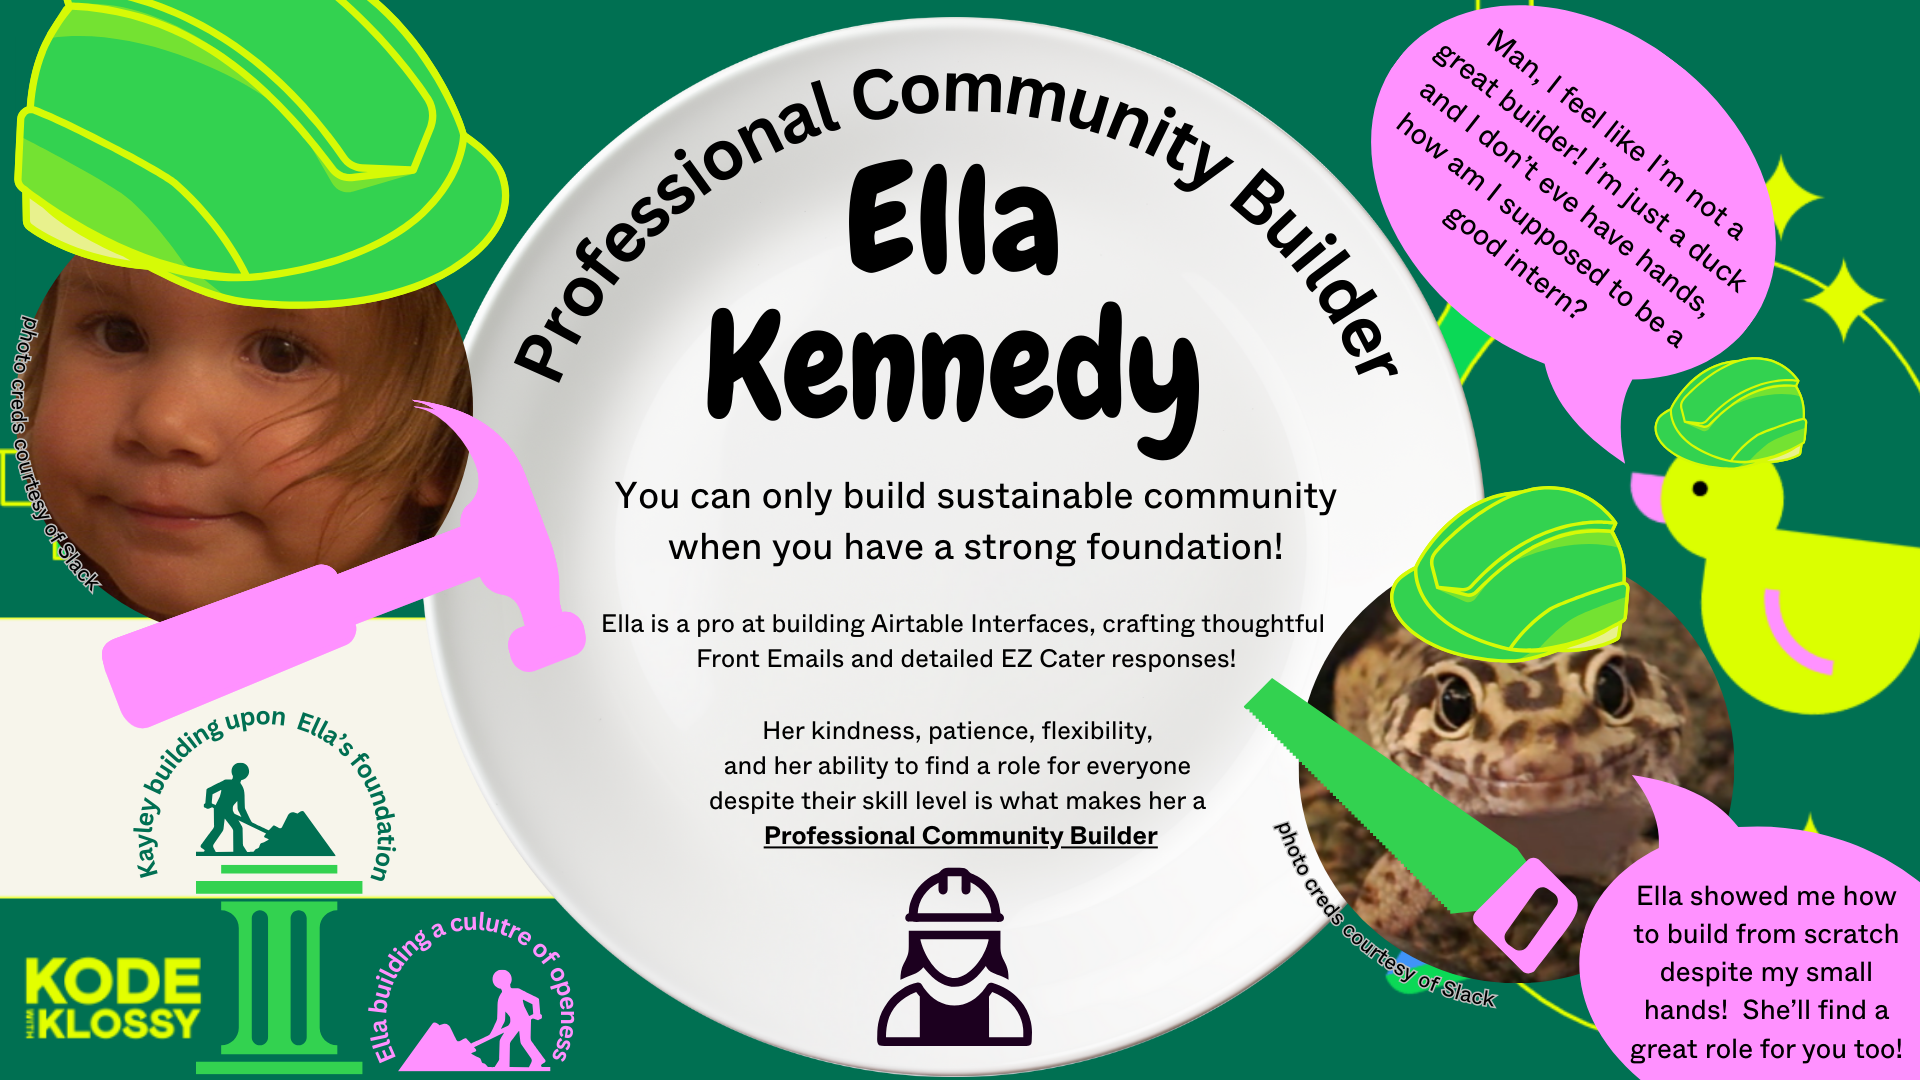 Professional Community Builder
Ella
Kennedy
You can only build sustainable community
when you have a strong foundation!
Ella is a pro at building Airtable Interfaces, crafting thoughtful
Front Emails and detailed EZ Cater responses!
Her kindness, patience, flexibility,
and her ability to find a role for everyone
despite their skill level is what makes her a
Professional Community Builder
photo creds courtesy of Slack
Kayley building upon Ella's foundation
Ella building a culutre of openess
KODE
WITH
KLOSSY
Man, I feel like I'm not a
great builder! I'm just a duck
and I don't eve have hands,
how am I supposed to be a
good intern?
photo creds courtesy of Slack
Ella showed me how
to build from scratch
despite my small
hands! She'll find a
great role for you too!